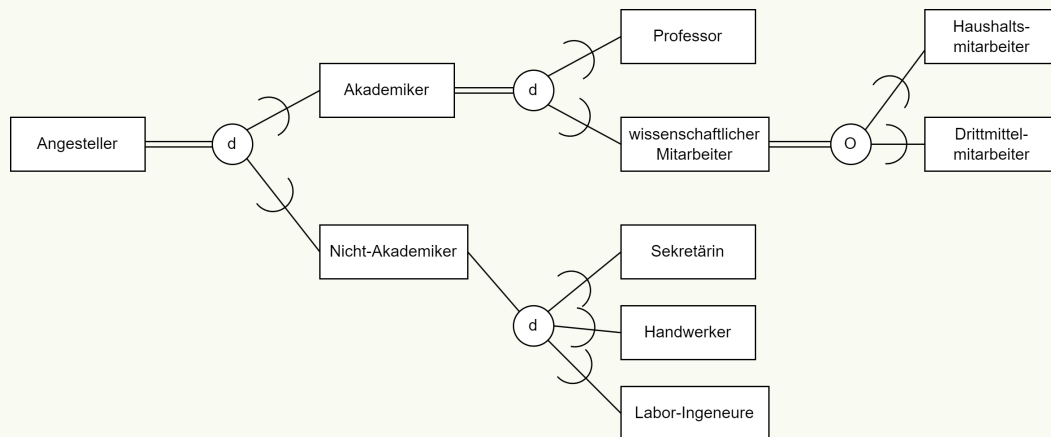 Haushalts-
mitarbeiter
Professor
Akademiker
d
wissenschaftlicher
Mitarbeiter
Drittmittel-
mitarbeiter
Angesteller
d
O
Nicht-Akademiker
Sekretärin
d
Handwerker
Labor-Ingeneure